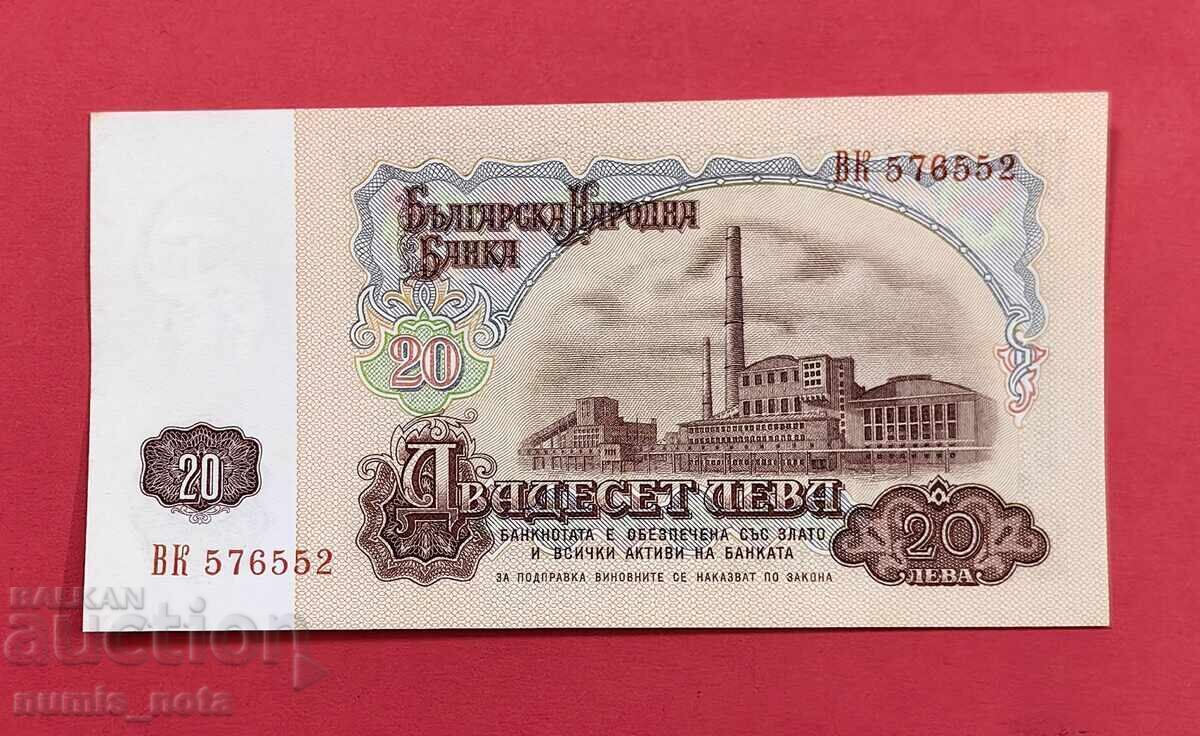 ВК 576552
Българска Народна
Банка
20
20
Двадесет лева
БАНКНОТАТА Е ОБЕЗПЕЧЕНА СЪС ЗЛАТО
И ВСИЧКИ АКТИВИ НА БАНКАТА
ЗА ПОДПРАВКА ВИНОВНИТЕ СЕ НАКАЗВАТ ПО ЗАКОНА
20
ЛЕВА
ВК 576552
BALKAN
auction
numis_nota